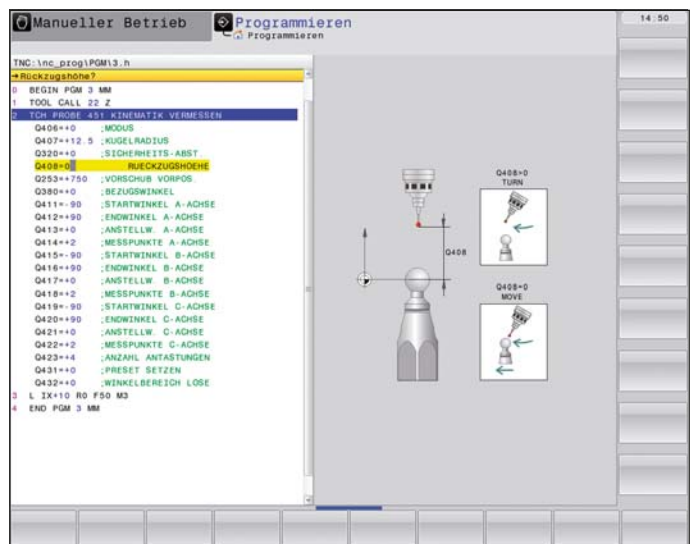 Manueller Betrieb
Programmieren
Programmieren
14:50
TNC:\nc_prog\PGM\3.h
→Rückzugshöhe?
0 BEGIN PGM 3 MM
1 TOOL CALL 22 Z
2 TCH PROBE 451 KINEMATIK VERMESSEN
Q406=+0 ;MODUS
Q407=+12.5 ;KUGELRADIUS
Q320=+0 ;SICHERHEITS-ABST.
Q408=0 RUECKZUGSHOEHE
Q253=+750 ;VORSCHUB VORPOS.
Q380=+0 ;BEZUGSWINKEL
Q411=-90 ;STARTWINKEL A-ACHSE
Q412=+90 ;ENDWINKEL A-ACHSE
Q413=+0 ;ANSTELLW. A-ACHSE
Q414=+2 ;MESSPUNKTE A-ACHSE
Q415=-90 ;STARTWINKEL B-ACHSE
Q416=+90 ;ENDWINKEL B-ACHSE
Q417=+0 ;ANSTELLW. B-ACHSE
Q418=+2 ;MESSPUNKTE B-ACHSE
Q419=-90 ;STARTWINKEL C-ACHSE
Q420=+90 ;ENDWINKEL C-ACHSE
Q421=+0 ;ANSTELLW. C-ACHSE
Q422=+2 ;MESSPUNKTE C-ACHSE
Q423=+4 ;ANZAHL ANTASTUNGEN
Q431=+0 ;PRESET SETZEN
Q432=+0 ;WINKELBEREICH LOSE
3 L IX+10 R0 F50 M3
4 END PGM 3 MM
Q408>0
TURN
Q408
Q408=0
MOVE